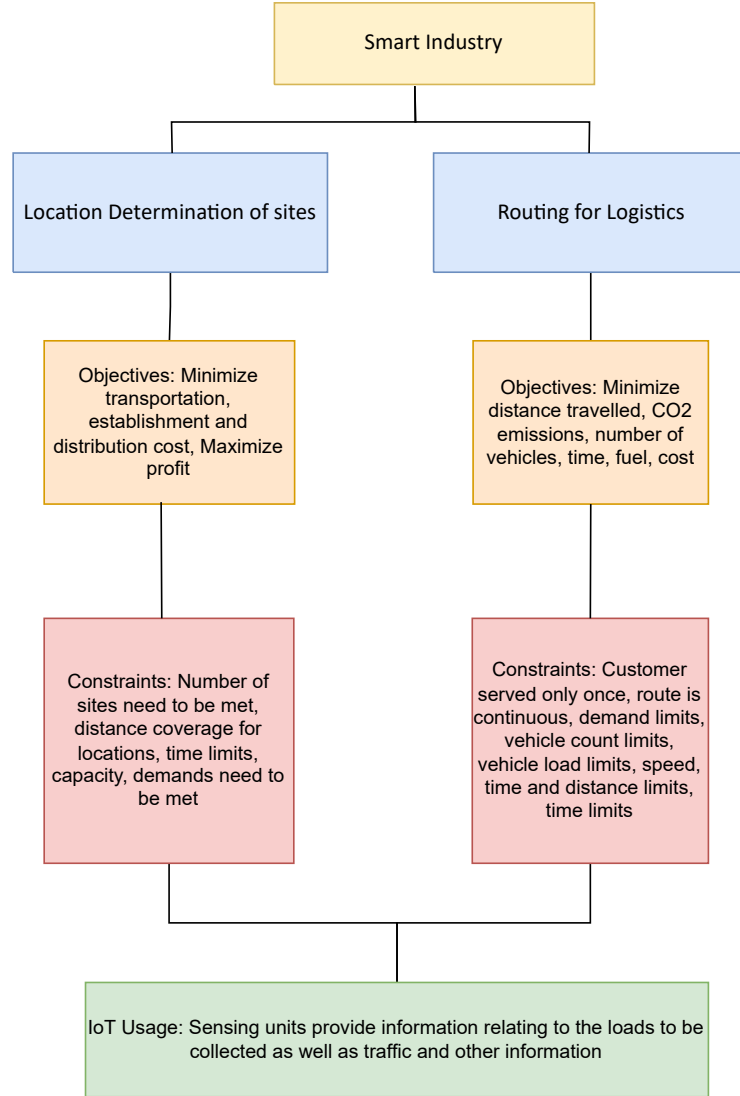 Smart Industry
Location Determination of sites
Routing for Logistics
Objectives: Minimize
transportation,
establishment and
distribution cost, Maximize
profit
Objectives: Minimize
distance travelled, CO2
emissions, number of
vehicles, time, fuel, cost
Constraints: Number of
sites need to be met,
distance coverage for
locations, time limits,
capacity, demands need to
be met
Constraints: Customer
served only once, route is
continuous, demand limits,
vehicle count limits,
vehicle load limits, speed,
time and distance limits,
time limits
IoT Usage: Sensing units provide information relating to the loads to be
collected as well as traffic and other information